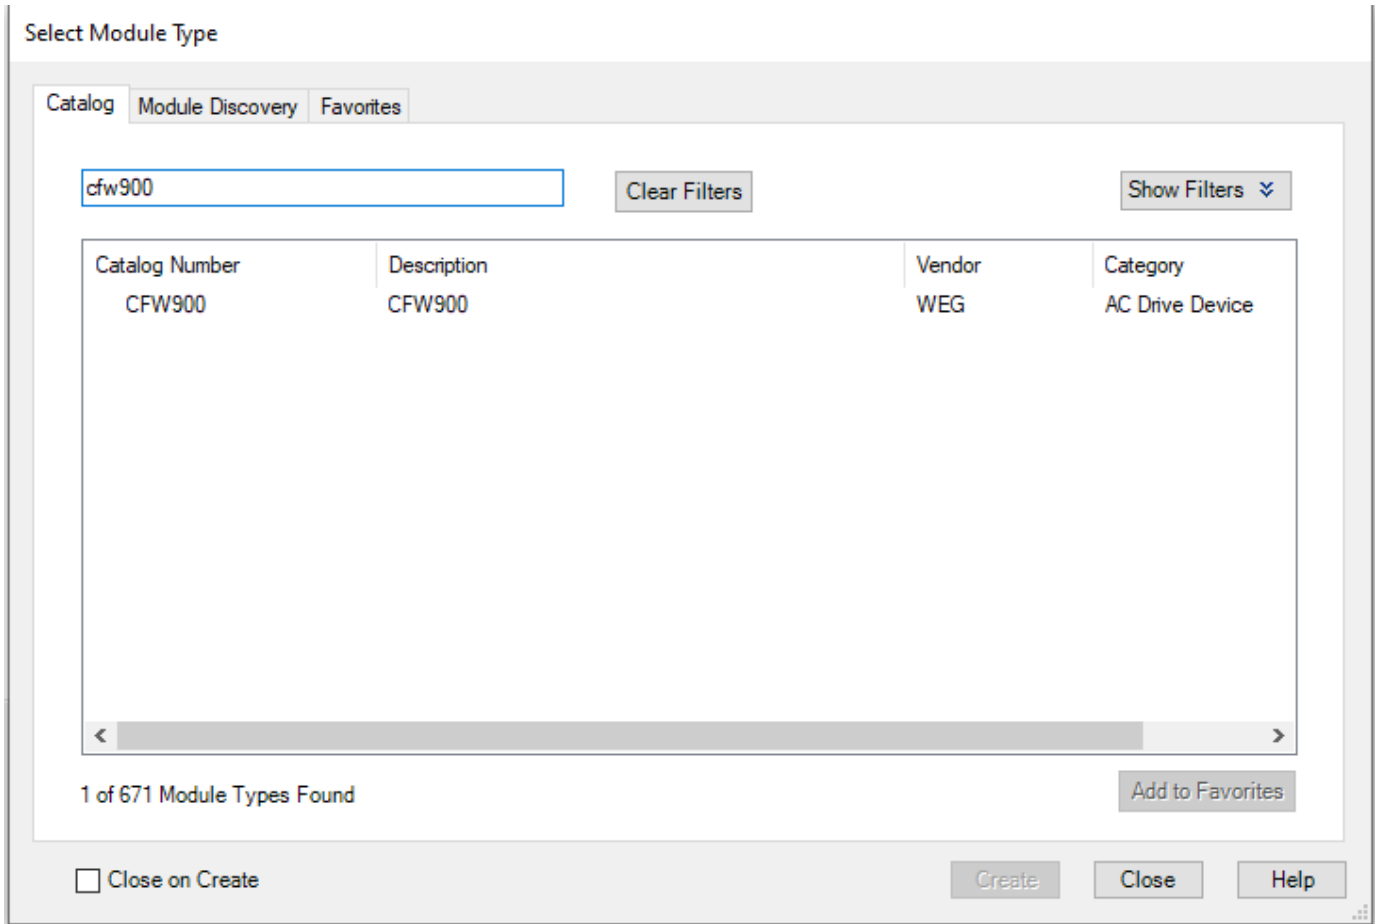 Select Module Type
Catalog Module Discovery Favorites
cfw900 Clear Filters Show Filters
Catalog Number Description Vendor Category
CFW900 CFW900 WEG AC Drive Device
1 of 671 Module Types Found Add to Favorites
Close on Create Create Close Help